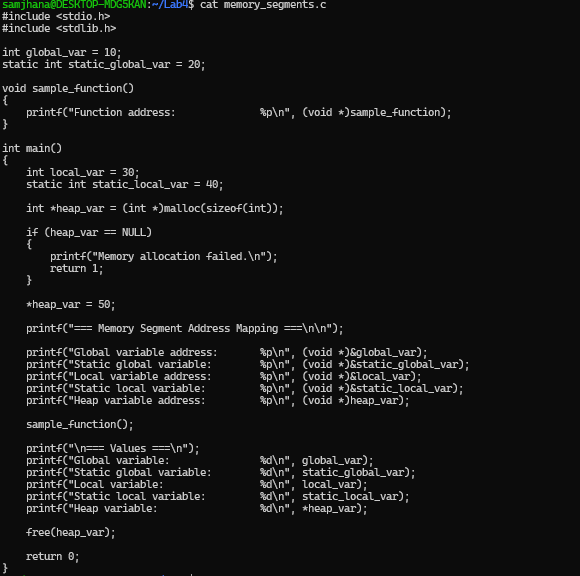 samjhana@DESKTOP-MDG5KAN:~/Lab4$ cat memory_segments.c
#include <stdio.h>
#include <stdlib.h>

int global_var = 10;
static int static_global_var = 20;

void sample_function()
{
    printf("Function address:              %p\n", (void *)sample_function);
}

int main()
{
    int local_var = 30;
    static int static_local_var = 40;

    int *heap_var = (int *)malloc(sizeof(int));

    if (heap_var == NULL)
    {
        printf("Memory allocation failed.\n");
        return 1;
    }

    *heap_var = 50;

    printf("=== Memory Segment Address Mapping ===\n\n");

    printf("Global variable address:       %p\n", (void *)&global_var);
    printf("Static global variable:        %p\n", (void *)&static_global_var);
    printf("Local variable address:        %p\n", (void *)&local_var);
    printf("Static local variable:         %p\n", (void *)&static_local_var);
    printf("Heap variable address:         %p\n", (void *)heap_var);

    sample_function();

    printf("\n=== Values ===\n");
    printf("Global variable:               %d\n", global_var);
    printf("Static global variable:        %d\n", static_global_var);
    printf("Local variable:                %d\n", local_var);
    printf("Static local variable:         %d\n", static_local_var);
    printf("Heap variable:                 %d\n", *heap_var);

    free(heap_var);

    return 0;
}